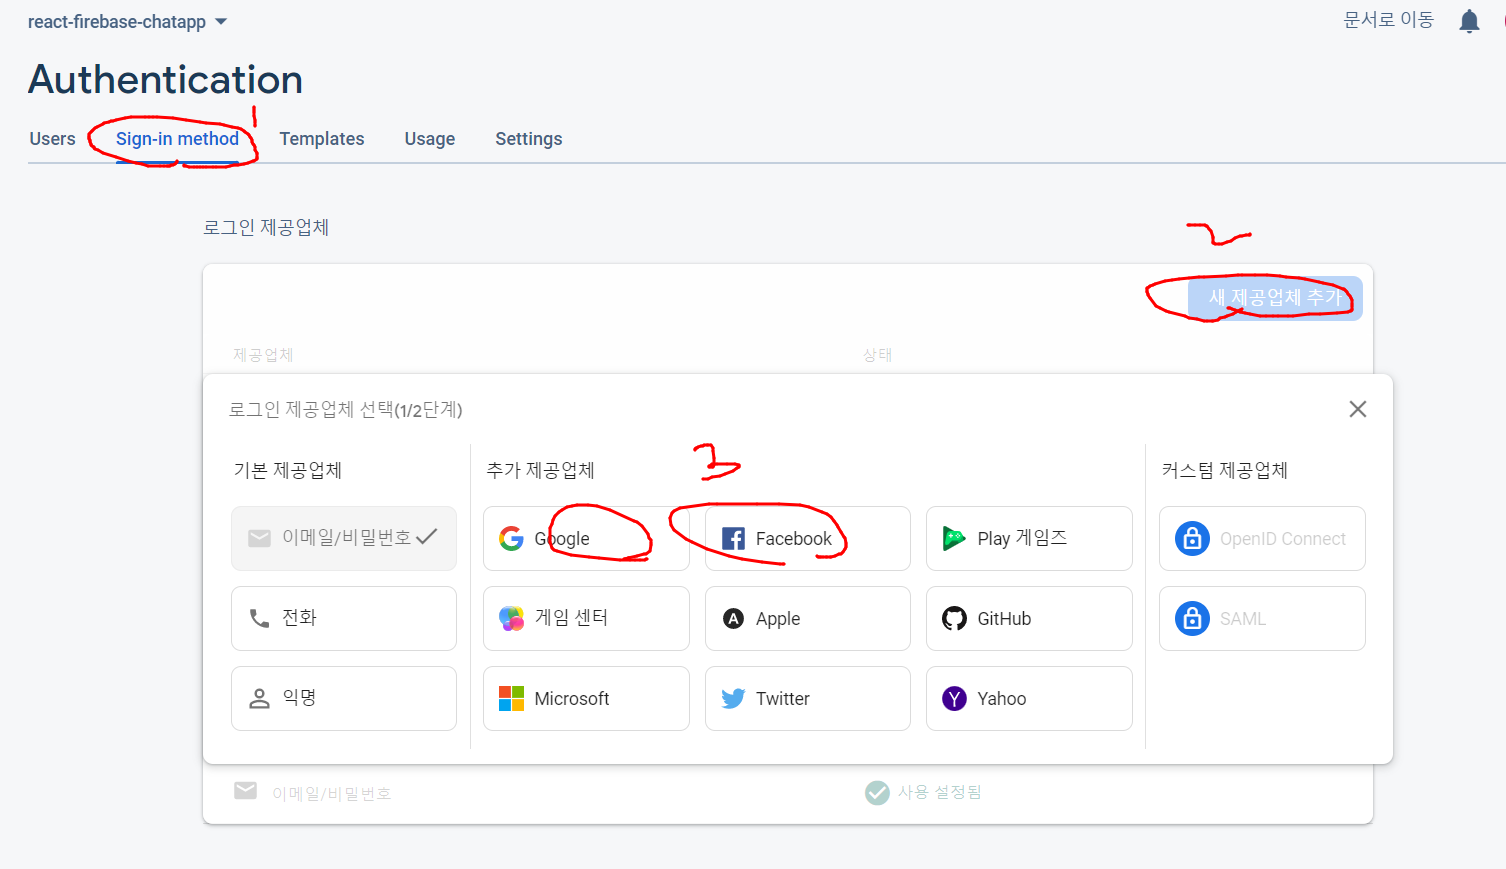 react-firebase-chatapp
문서로 이동
Authentication
1
Users Sign-in method Templates Usage Settings
로그인 제공업체
2
새 제공업체 추가
제공업체 상태
로그인 제공업체 선택(1/2단계)
기본 제공업체 추가 제공업체 커스텀 제공업체
3
이메일/비밀번호 Google Facebook Play 게임즈 OpenID Connect
전화 게임 센터 Apple GitHub SAML
익명 Microsoft Twitter Yahoo
이메일/비밀번호 사용 설정됨